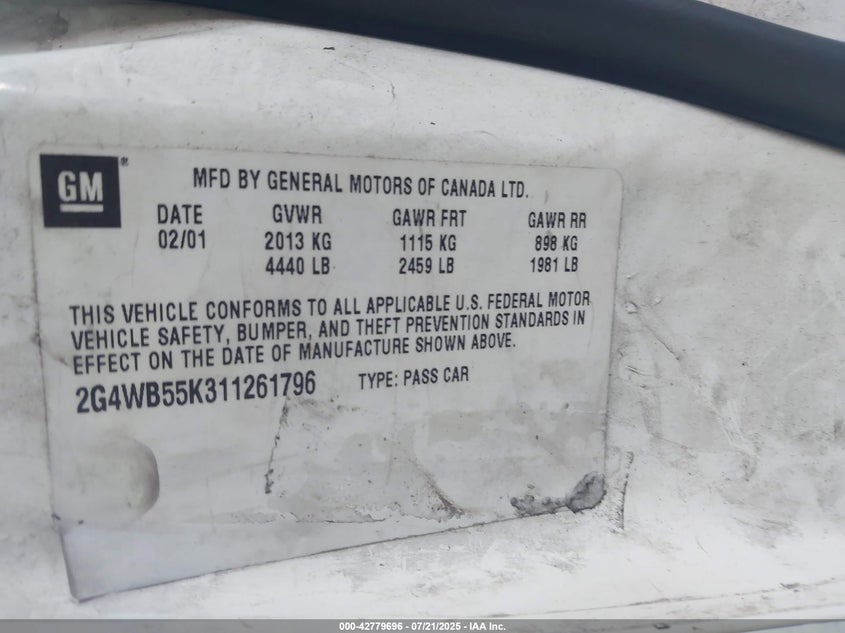 GM ®
MFD BY GENERAL MOTORS OF CANADA LTD.
DATE GVWR GAWR FRT GAWR RR
02/01 2013 KG 1115 KG 898 KG
4440 LB 2459 LB 1981 LB
THIS VEHICLE CONFORMS TO ALL APPLICABLE U.S. FEDERAL MOTOR
VEHICLE SAFETY, BUMPER, AND THEFT PREVENTION STANDARDS IN
EFFECT ON THE DATE OF MANUFACTURE SHOWN ABOVE.
2G4WB55K311261796 TYPE: PASS CAR
000-42779696 - 07/21/2025 - IAA Inc.